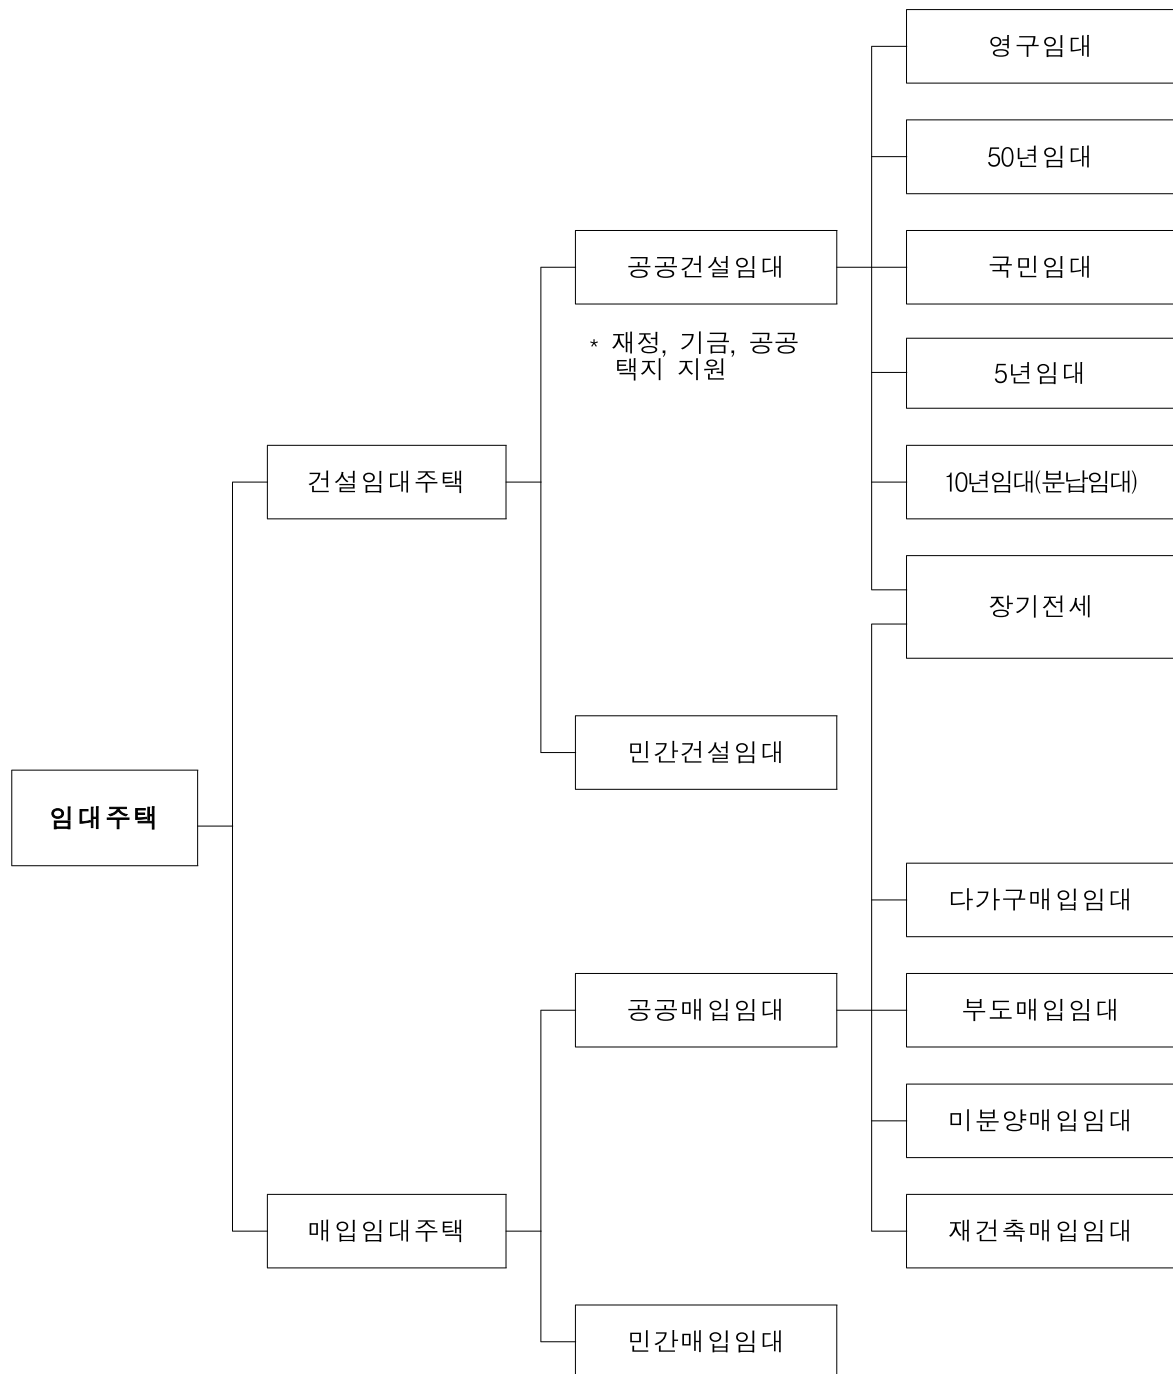 영구임대
50년임대
공공건설임대
국민임대
* 재정, 기금, 공공
택지 지원
5년임대
건설임대주택
10년임대(분납임대)
장기전세
민간건설임대
임대주택
다가구매입임대
공공매입임대
부도매입임대
미분양매입임대
매입임대주택
재건축매입임대
민간매입임대